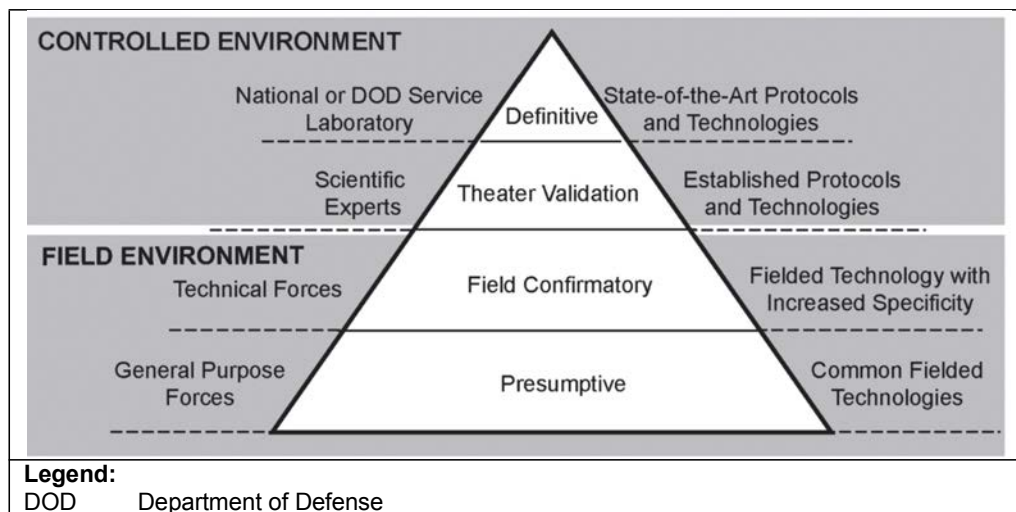 CONTROLLED ENVIRONMENT
National or DOD Service
Laboratory
Definitive
State-of-the-Art Protocols
and Technologies
Scientific
Experts
Theater Validation
Established Protocols
and Technologies
FIELD ENVIRONMENT
Technical Forces
Field Confirmatory
Fielded Technology with
Increased Specificity
General Purpose
Forces
Presumptive
Common Fielded
Technologies
Legend:
DOD Department of Defense